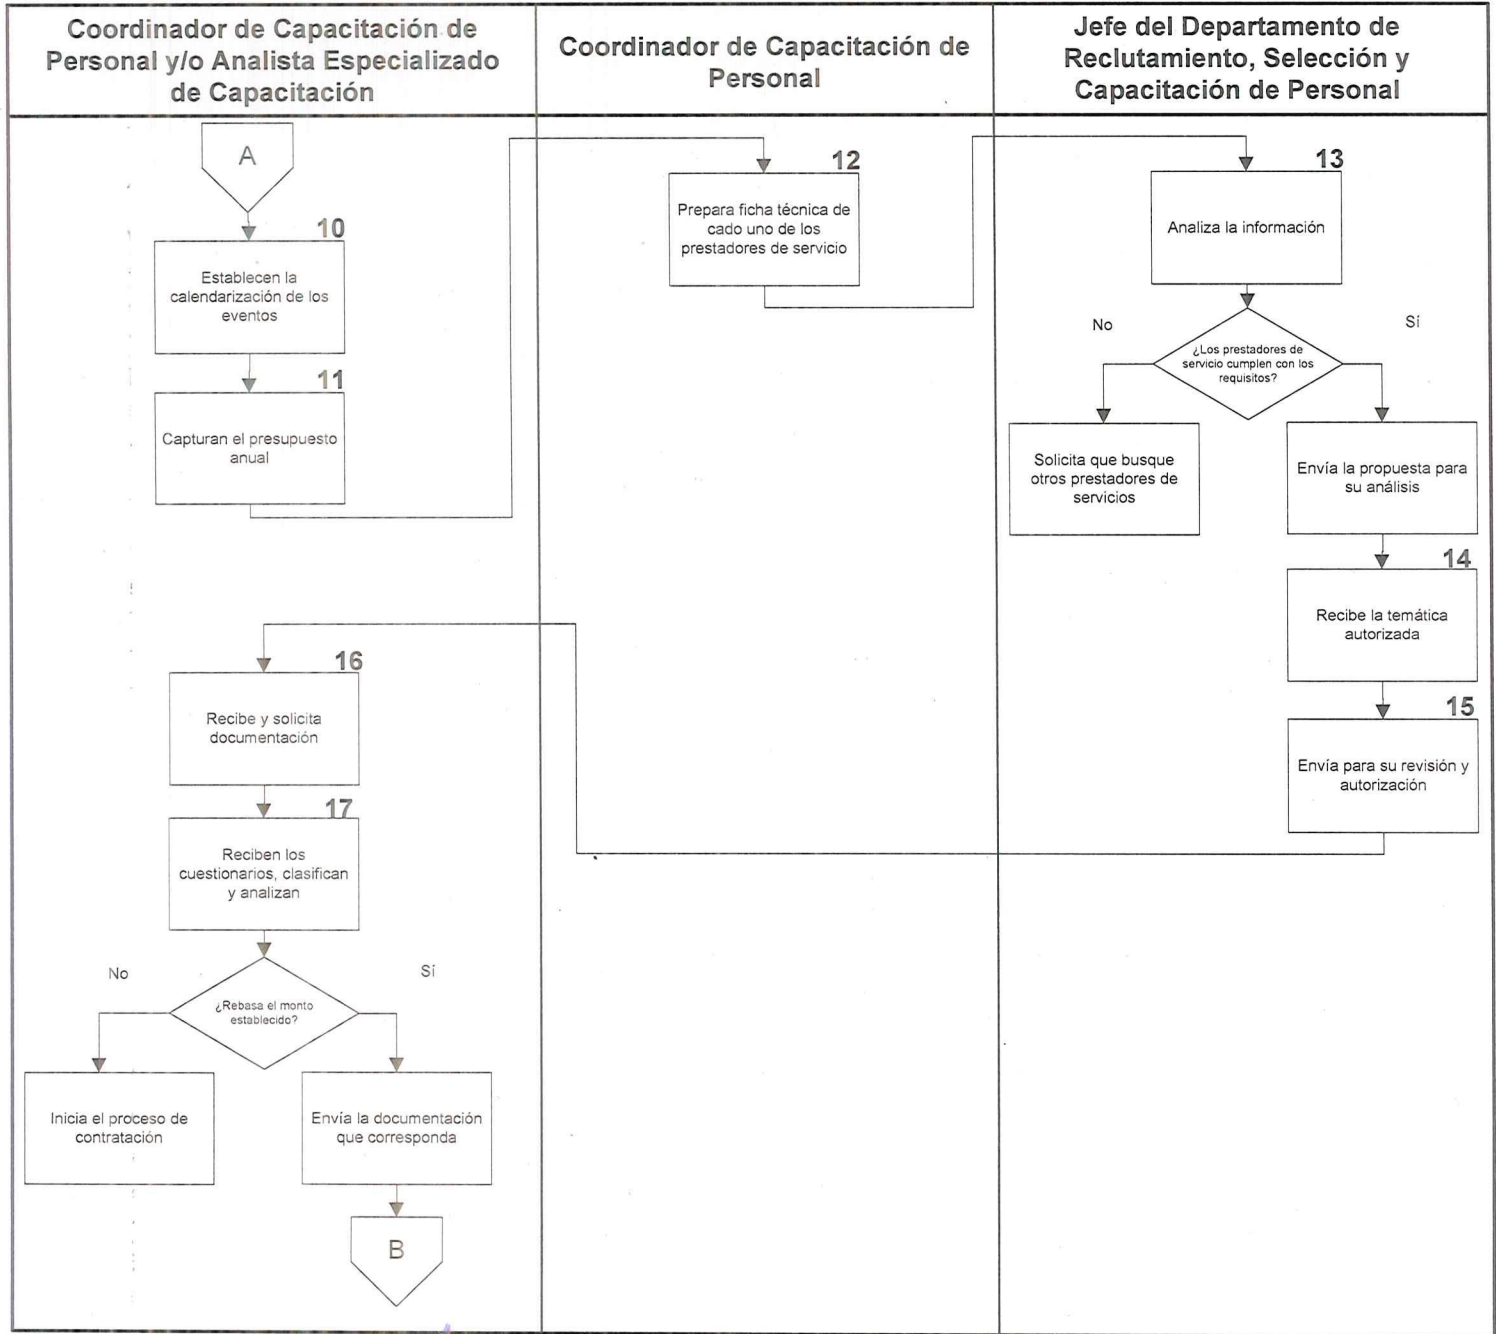 Coordinador de Capacitación de
Personal y/o Analista Especializado
de Capacitación
Coordinador de Capacitación de
Personal
Jefe del Departamento de
Reclutamiento, Selección y
Capacitación de Personal
A
10
Establecen la
calendarización de los
eventos
11
Capturan el presupuesto
anual
12
Prepara ficha técnica de
cado uno de los
prestadores de servicio
13
Analiza la información
¿Los prestadores de
servicio cumplen con los
requisitos?
No
Sí
Solicita que busque
otros prestadores de
servicios
Envía la propuesta para
su análisis
14
Recibe la temática
autorizada
15
Envía para su revisión y
autorización
16
Recibe y solicita
documentación
17
Reciben los
cuestionarios, clasifican
y analizan
¿Rebasa el monto
establecido?
No
Sí
Inicia el proceso de
contratación
Envía la documentación
que corresponda
B